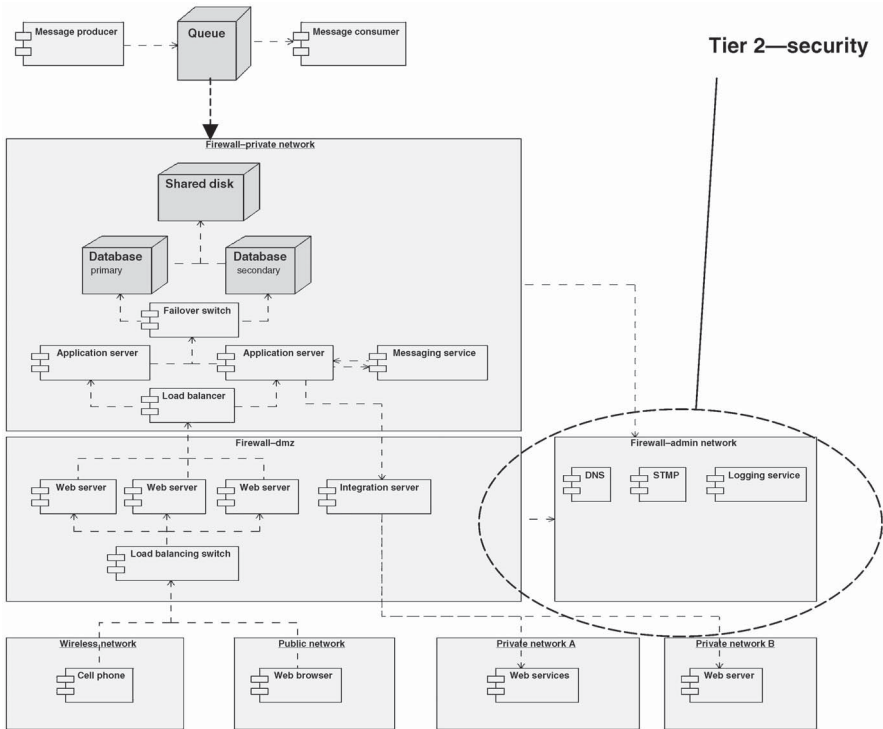 Message producer
Queue
Message consumer
Tier 2—security
Firewall–private network
Shared disk
Database
primary
Database
secondary
Failover switch
Application server
Application server
Messaging service
Load balancer
Firewall–dmz
Firewall–admin network
Web server
Web server
Web server
Integration server
DNS
STMP
Logging service
Load balancing switch
Wireless network
Public network
Private network A
Private network B
Cell phone
Web browser
Web services
Web server